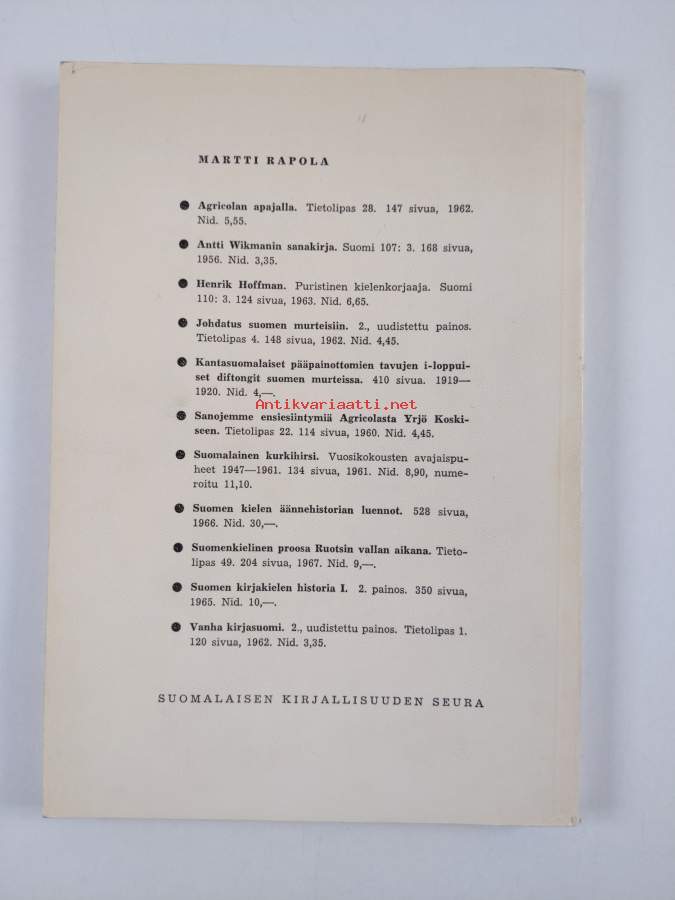 MARTTI RAPOLA
Agricolan apajalla. Tietolipas 28. 147 sivua, 1962.
Nid. 5,55.
Antti Wikmanin sanakirja. Suomi 107: 3. 168 sivua,
1956. Nid. 3,35.
Henrik Hoffman. Puristinen kielenkorjaaja. Suomi
110: 3. 124 sivua, 1963. Nid. 6,65.
Johdatus suomen murteisiin. 2., uudistettu painos.
Tietolipas 4. 148 sivua, 1962. Nid. 4,45.
Kantasuomalaiset pääpainottomien tavujen i-loppui-
set diftongit suomen murteissa. 410 sivua. 1919—
1920. Nid. 4,—.
Antikvariaatti.net
Sanojemme ensiesiintymiä Agricolasta Yrjö Koski-
seen. Tietolipas 22. 114 sivua, 1960. Nid. 4,45.
Suomalainen kurkihirsi. Vuosikokousten avajaispu-
heet 1947—1961. 134 sivua, 1961. Nid. 8,90, nume-
roitu 11,10.
Suomen kielen äännehistorian luennot. 528 sivua,
1966. Nid. 30,—.
Suomenkielinen proosa Ruotsin vallan aikana. Tieto-
lipas 49. 204 sivua, 1967. Nid. 9,—.
Suomen kirjakielen historia I. 2. painos. 350 sivua,
1965. Nid. 10,—.
Vanha kirjasuomi. 2., uudistettu painos. Tietolipas 1.
120 sivua, 1962. Nid. 3,35.
SUOMALAISEN KIRJALLISUUDEN SEURA